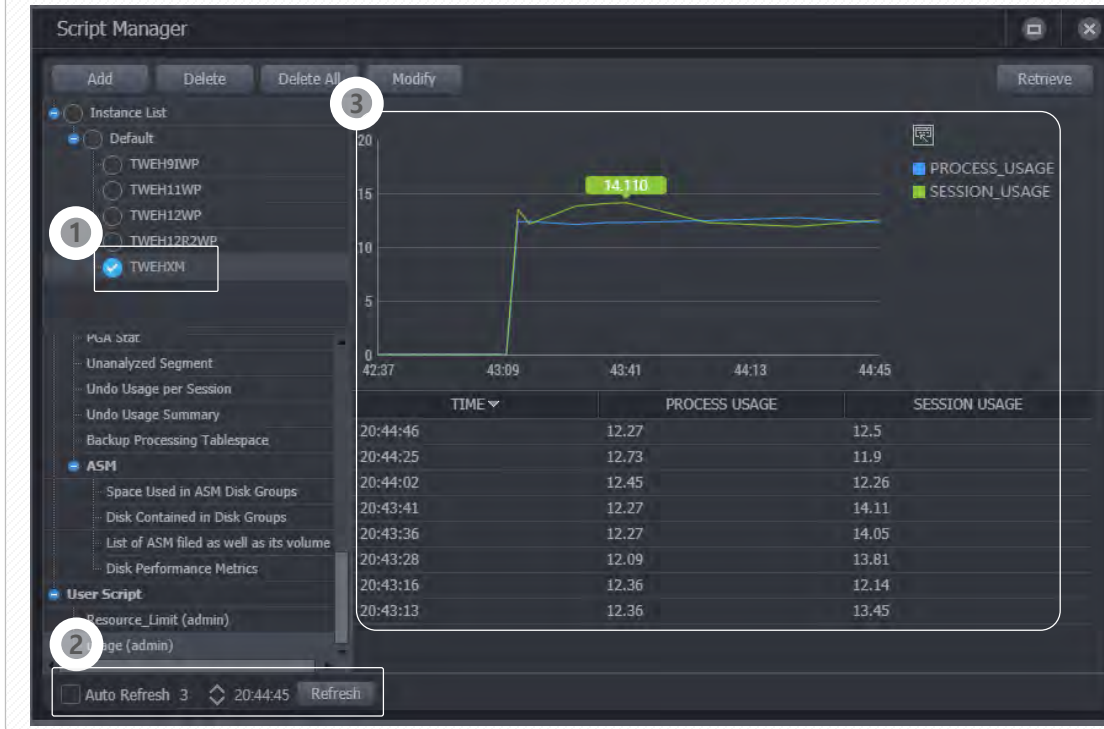 Script Manager
Add Delete Delete All Modify Retrieve
Instance List
Default
TWEH9IWP
TWEH11WP
TWEH12WP
TWEH12R2WP
TWEHXM
1
PGA Stat
Unanalyzed Segment
Undo Usage per Session
Undo Usage Summary
Backup Processing Tablespace
ASM
Space Used in ASM Disk Groups
Disk Contained in Disk Groups
List of ASM filed as well as its volume
Disk Performance Metrics
User Script
Resource_Limit (admin)
(admin)
2
Auto Refresh 3 20:44:45 Refresh
3
20
15
10
5
0
14.110
42:37 43:09 43:41 44:13 44:45
PROCESS_USAGE
SESSION_USAGE
TIME PROCESS USAGE SESSION USAGE
20:44:46 12.27 12.5
20:44:25 12.73 11.9
20:44:02 12.45 12.26
20:43:41 12.27 14.11
20:43:36 12.27 14.05
20:43:28 12.09 13.81
20:43:16 12.36 12.14
20:43:13 12.36 13.45